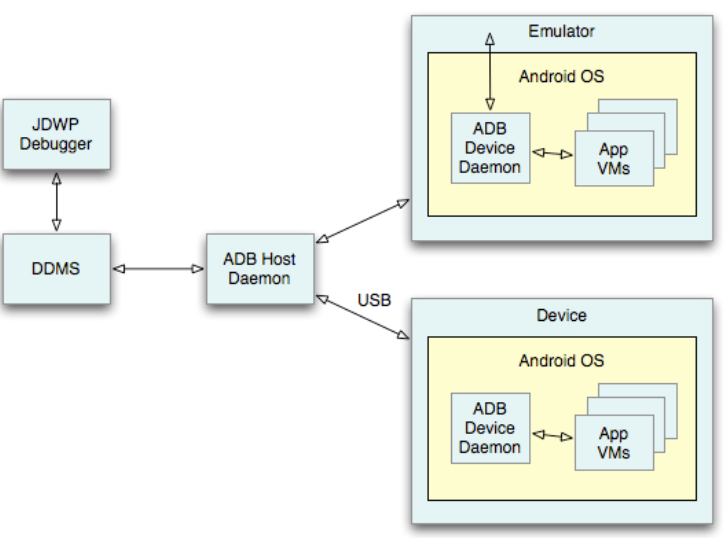 Emulator
Android OS
JDWP
Debugger
ADB
Device
Daemon
App
VMs
DDMS
ADB Host
Daemon
USB
Device
Android OS
ADB
Device
Daemon
App
VMs